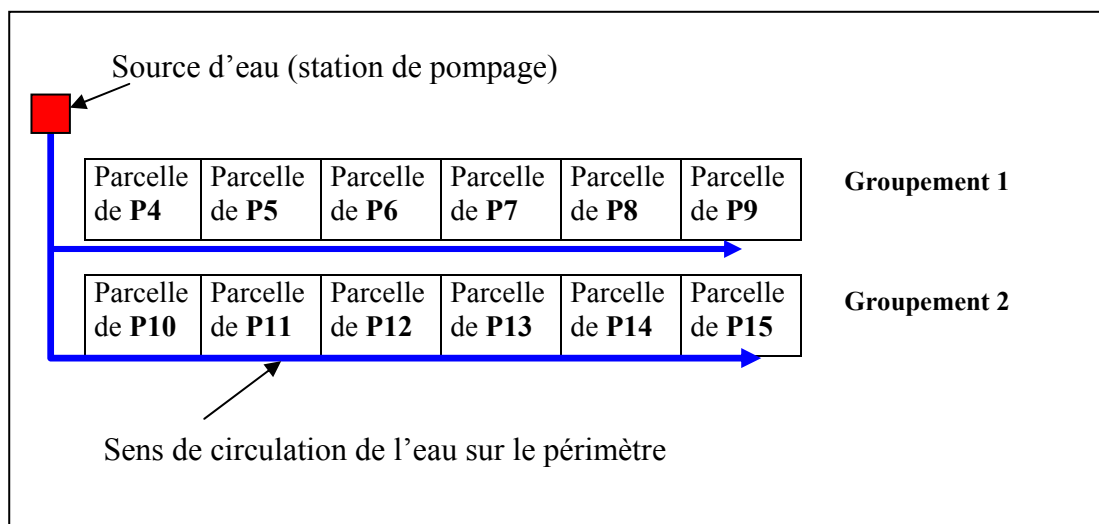 Source d'eau (station de pompage)
Parcelle de P4
Parcelle de P5
Parcelle de P6
Parcelle de P7
Parcelle de P8
Parcelle de P9
Groupement 1
Parcelle de P10
Parcelle de P11
Parcelle de P12
Parcelle de P13
Parcelle de P14
Parcelle de P15
Groupement 2
Sens de circulation de l'eau sur le périmètre